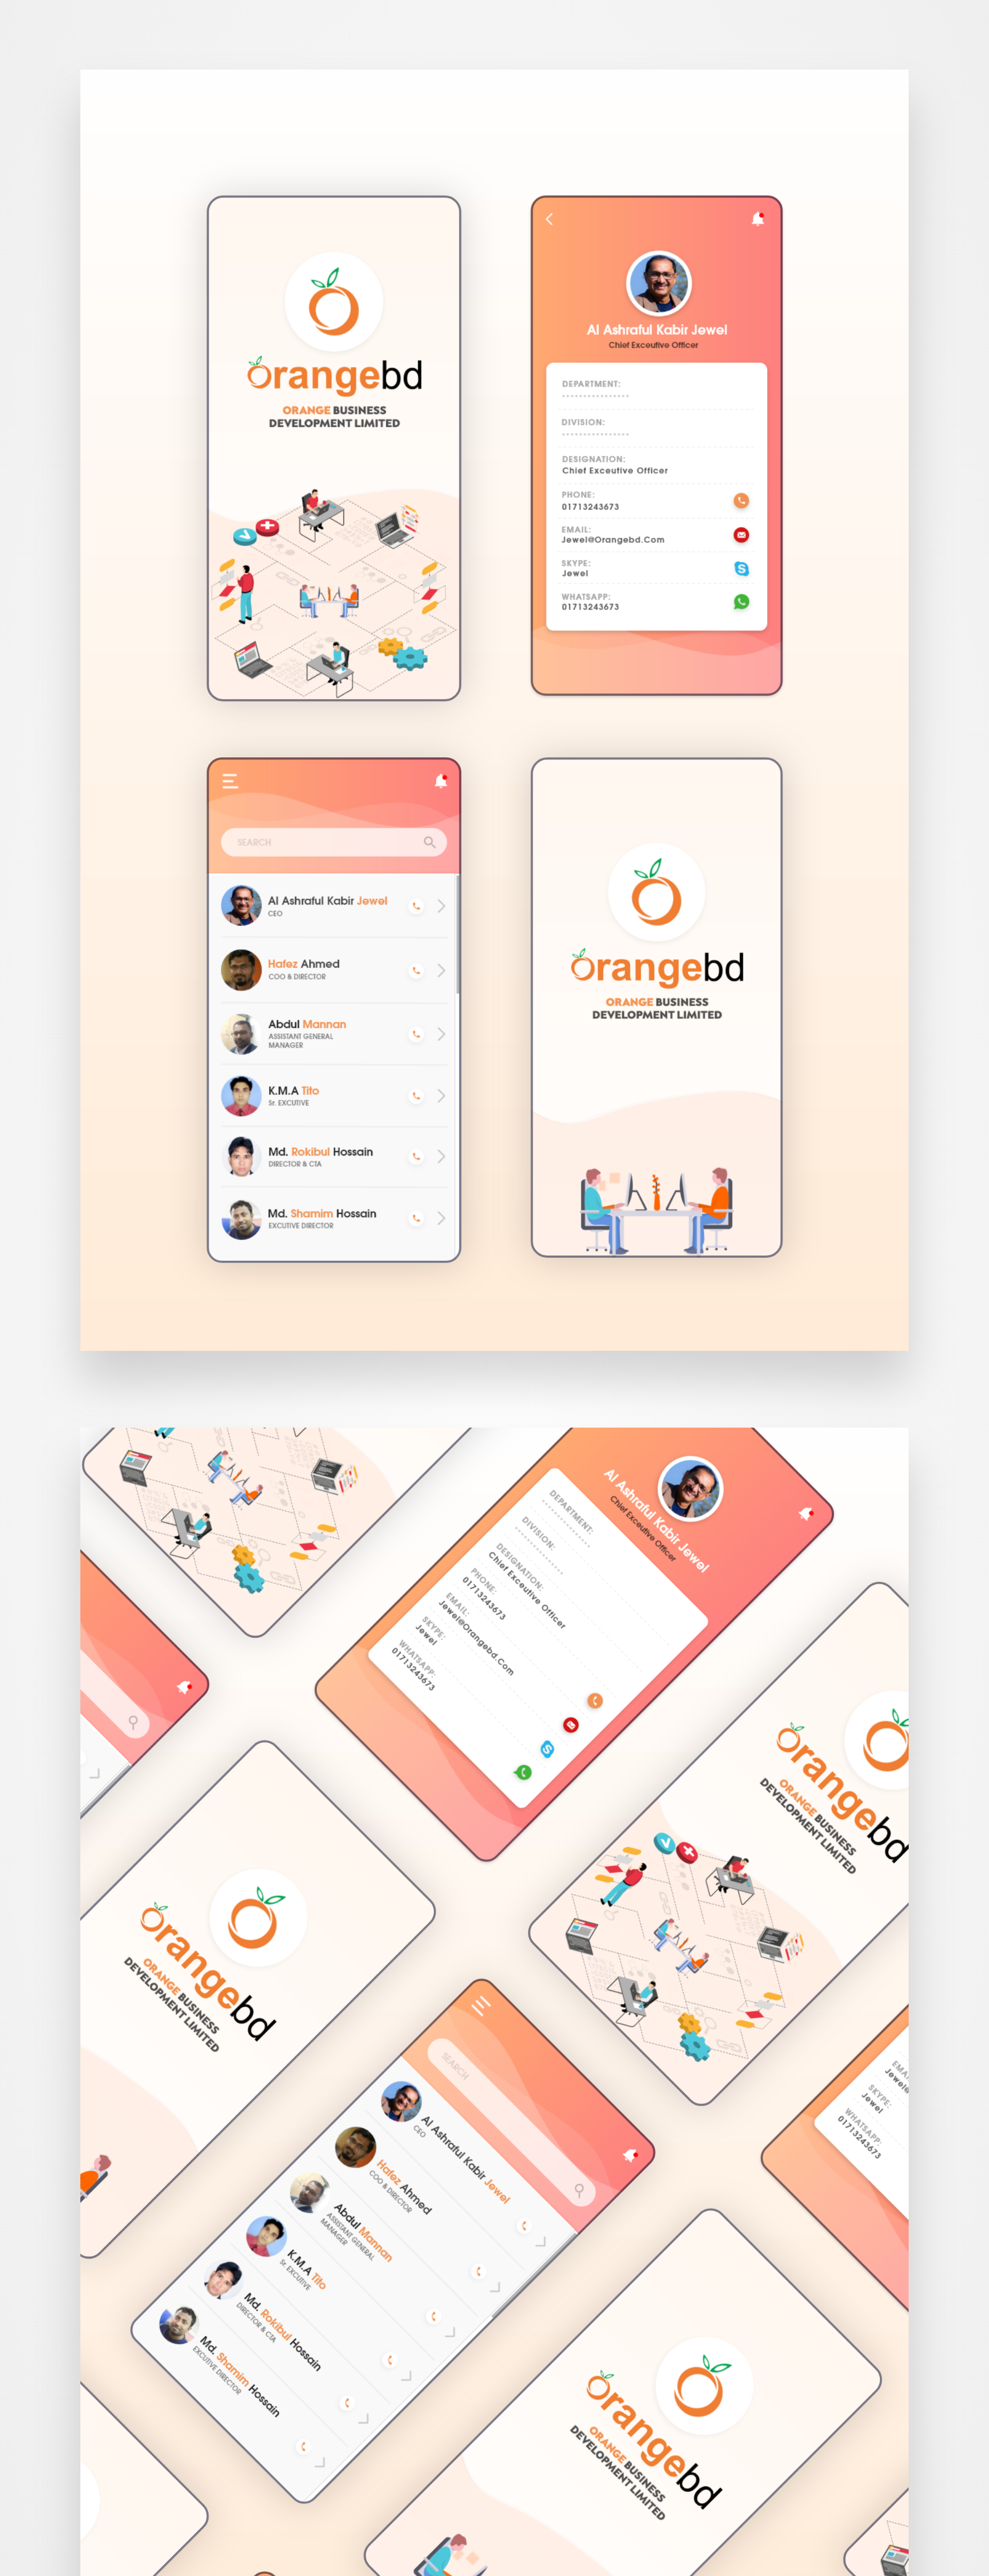 Orangebd
ORANGE BUSINESS
DEVELOPMENT LIMITED
Al Ashraful Kabir Jewel
Chief Exceutive Officer
DEPARTMENT:
DIVISION:
DESIGNATION:
Chief Exceutive Officer
PHONE:
01713243673
EMAIL:
Jewel@Orangebd.Com
SKYPE:
Jewel
WHATSAPP:
01713243673
SEARCH
Al Ashraful Kabir Jewel
CEO
Hafez Ahmed
COO & DIRECTOR
Abdul Mannan
ASSISTANT GENERAL
MANAGER
K.M.A Tito
Sr. EXCUTIVE
Md. Rokibul Hossain
DIRECTOR & CTA
Md. Shamim Hossain
EXCUTIVE DIRECTOR
Orangebd
ORANGE BUSINESS
DEVELOPMENT LIMITED
Al Ashraful Kabir Jewel
Chief Exceutive Officer
DEPARTMENT:
DIVISION:
DESIGNATION:
Chief Exceutive Officer
PHONE:
01713243673
EMAIL:
Jewel@Orangebd.Com
SKYPE:
Jewel
WHATSAPP:
01713243673
Orangebd
ORANGE BUSINESS
DEVELOPMENT LIMITED
Orangebd
ORANGE BUSINESS
DEVELOPMENT LIMITED
SEARCH
Al Ashraful Kabir Jewel
CEO
Hafez Ahmed
COO & DIRECTOR
Abdul Mannan
ASSISTANT GENERAL
MANAGER
K.M.A Tito
Sr. EXCUTIVE
Md. Rokibul Hossain
DIRECTOR & CTA
Md. Shamim Hossain
EXCUTIVE DIRECTOR
SKYPE:
Jewel
WHATSAPP:
01713243673
Orangebd
ORANGE BUSINESS
DEVELOPMENT LIMITED